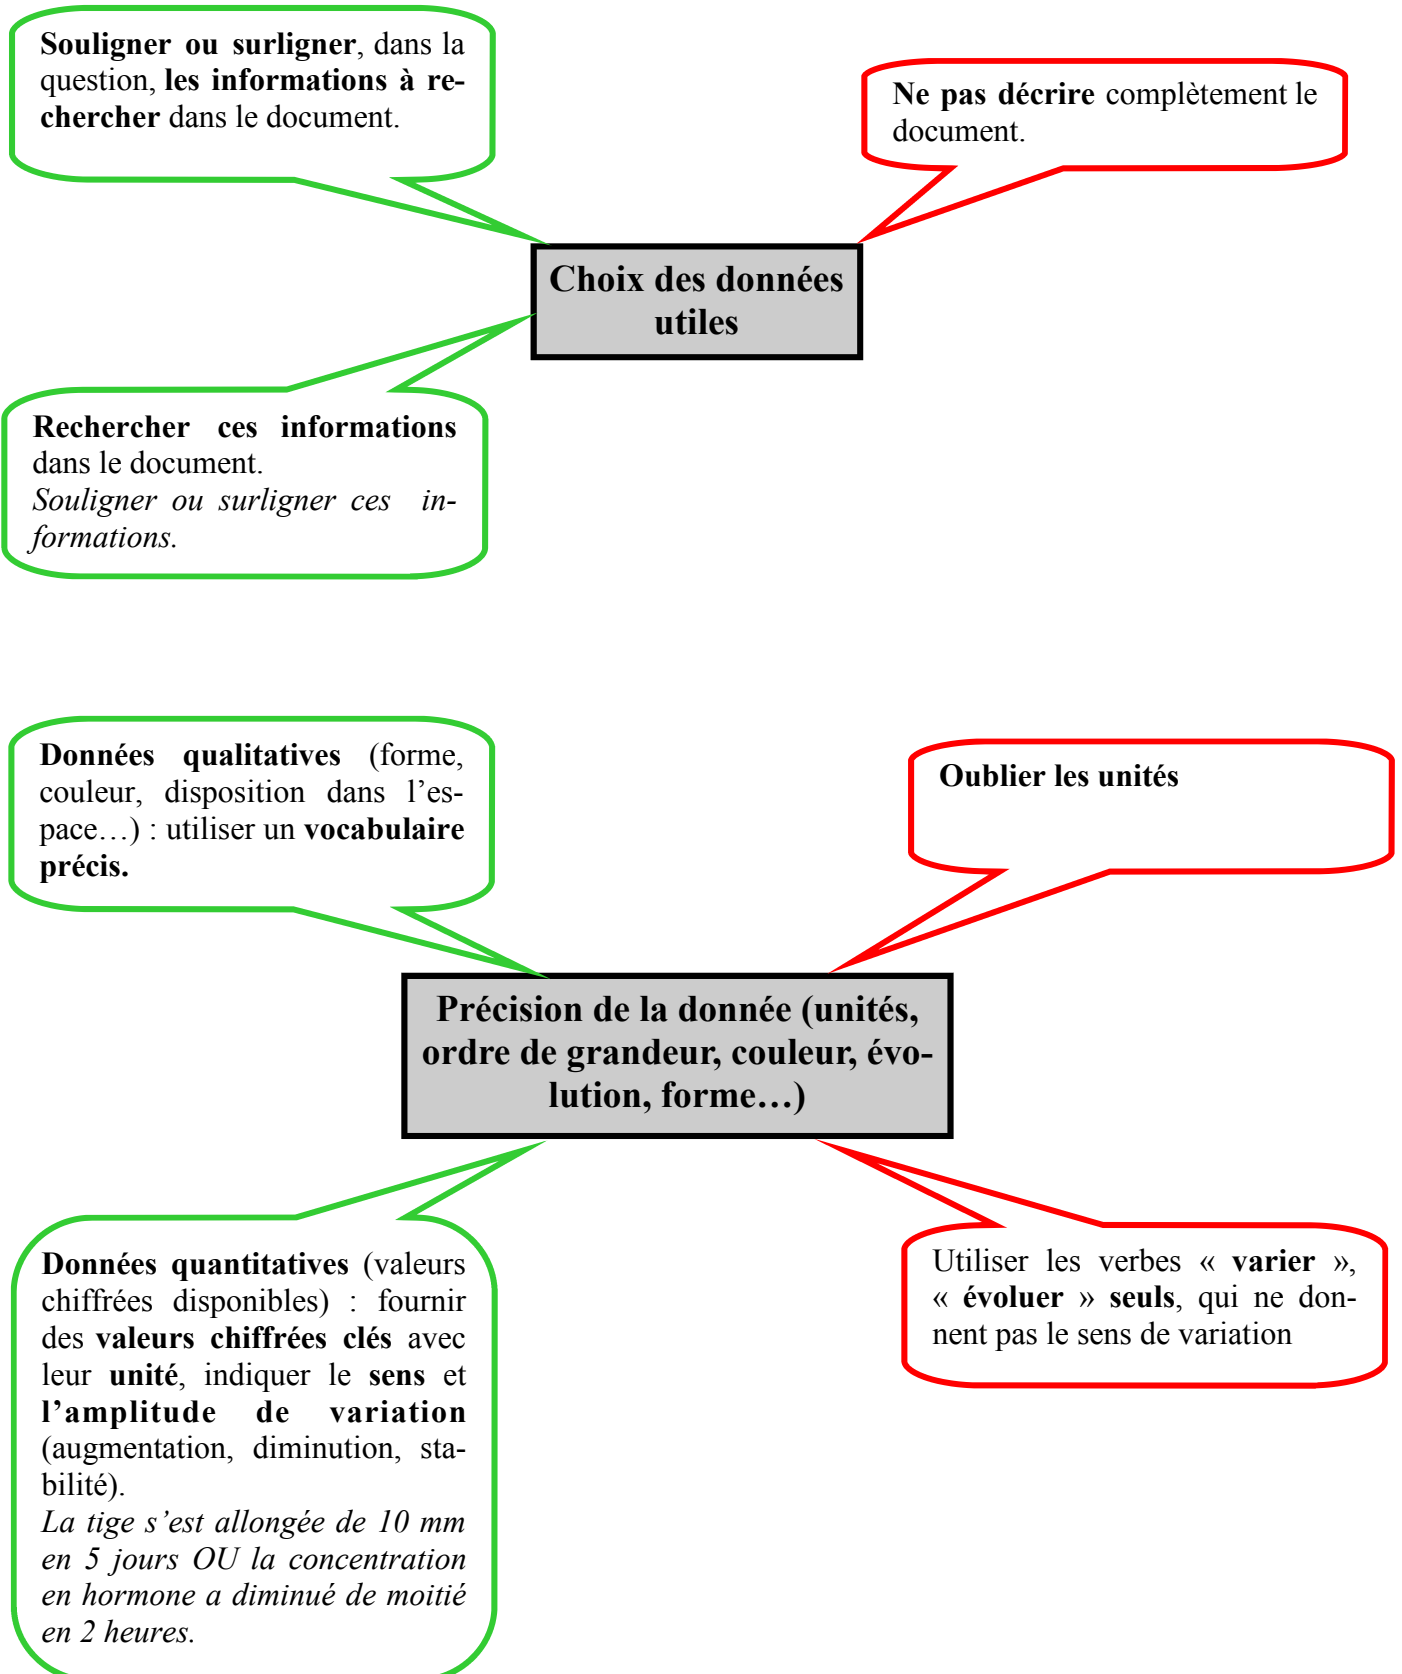 Souligner ou surligner, dans la
question, les informations à re-
chercher dans le document.
Ne pas décrire complètement le
document.
Choix des données
utiles
Rechercher ces informations
dans le document.
Souligner ou surligner ces in-
formations.
Données qualitatives (forme,
couleur, disposition dans l’es-
pace…) : utiliser un vocabulaire
précis.
Oublier les unités
Précision de la donnée (unités,
ordre de grandeur, couleur, évo-
lution, forme…)
Données quantitatives (valeurs
chiffrées disponibles) : fournir
des valeurs chiffrées clés avec
leur unité, indiquer le sens et
l’amplitude de variation
(augmentation, diminution, sta-
bilité).
La tige s’est allongée de 10 mm
en 5 jours OU la concentration
en hormone a diminué de moitié
en 2 heures.
Utiliser les verbes « varier »,
« évoluer » seuls, qui ne don-
nent pas le sens de variation